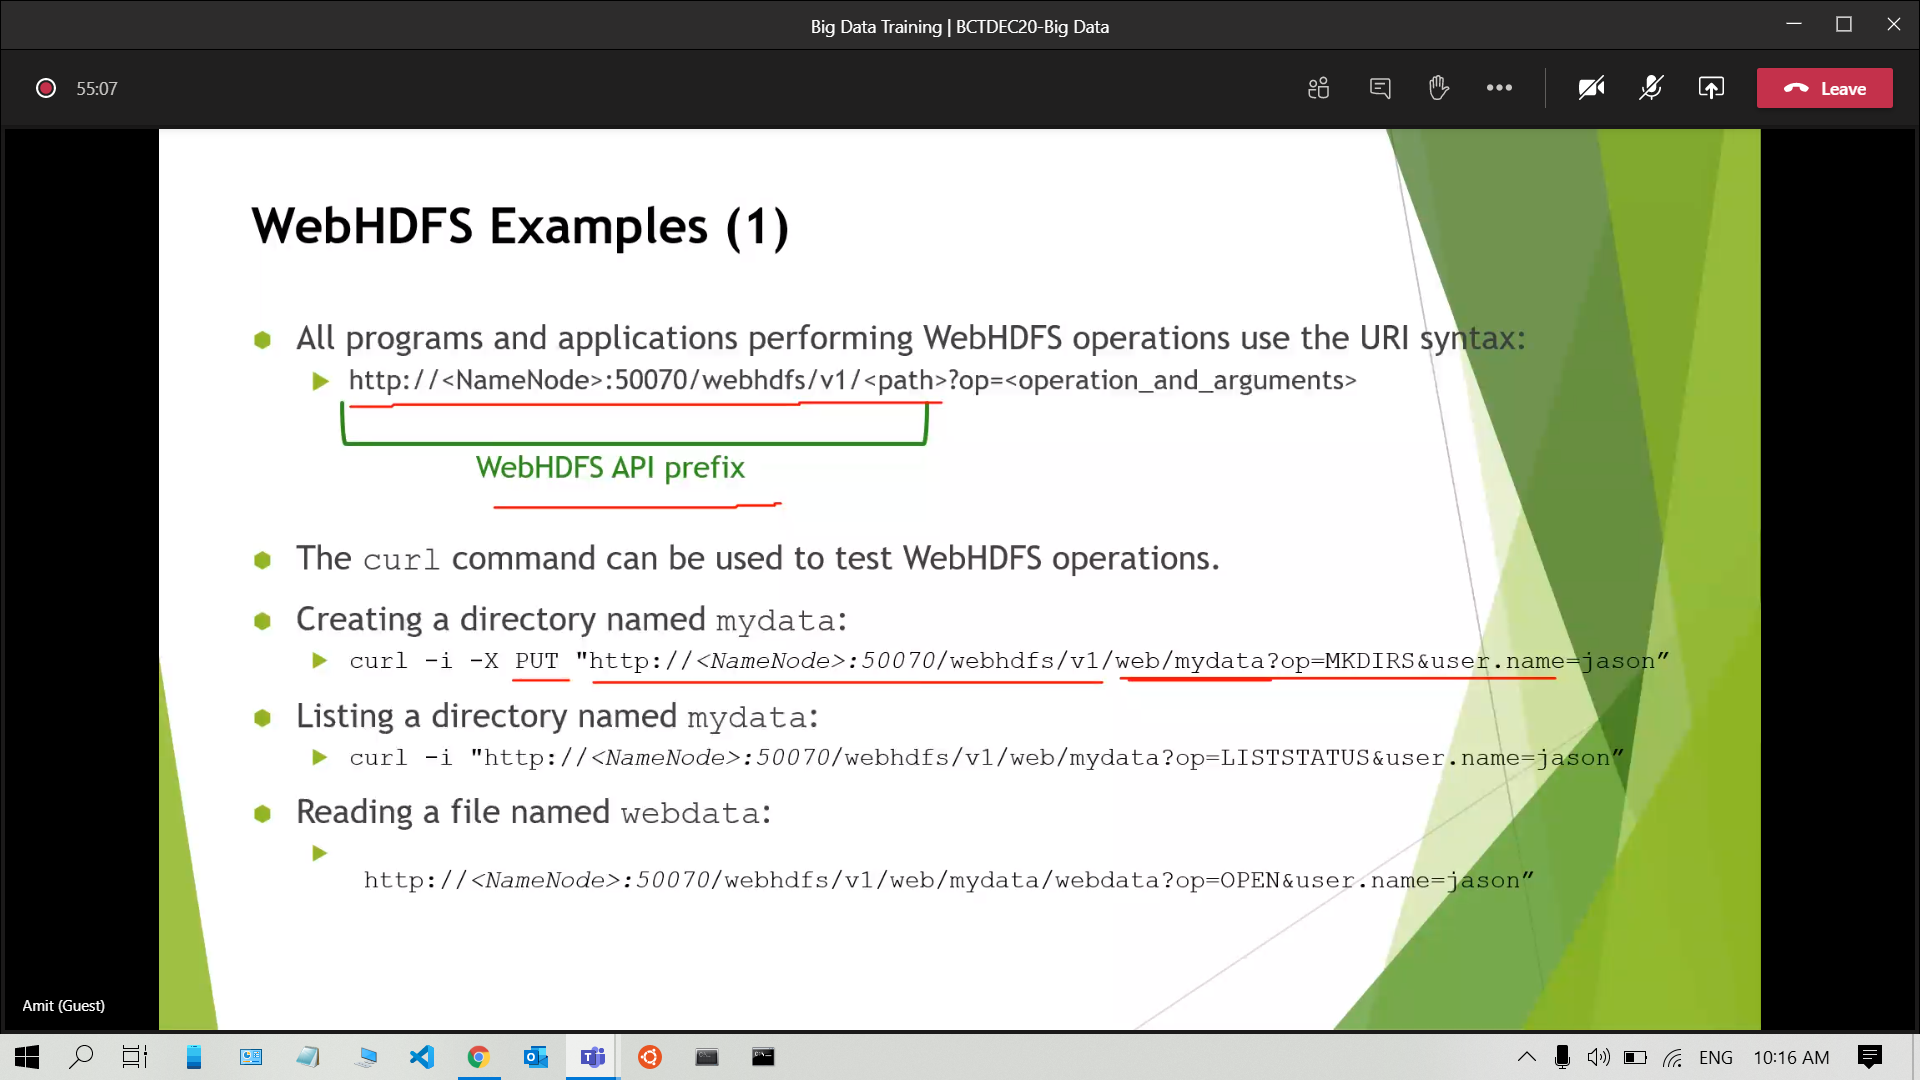 Big Data Training | BCTDEC20-Big Data
55:07
Leave
WebHDFS Examples (1)
All programs and applications performing WebHDFS operations use the URI syntax:
http://<NameNode>:50070/webhdfs/v1/<path>?op=<operation_and_arguments>
WebHDFS API prefix
The curl command can be used to test WebHDFS operations.
Creating a directory named mydata:
curl -i -X PUT "http://<NameNode>:50070/webhdfs/v1/web/mydata?op=MKDIRS&user.name=jason”
Listing a directory named mydata:
curl -i "http://<NameNode>:50070/webhdfs/v1/web/mydata?op=LISTSTATUS&user.name=jason”
Reading a file named webdata:
http://<NameNode>:50070/webhdfs/v1/web/mydata/webdata?op=OPEN&user.name=jason”
Amit (Guest)
ENG
10:16 AM